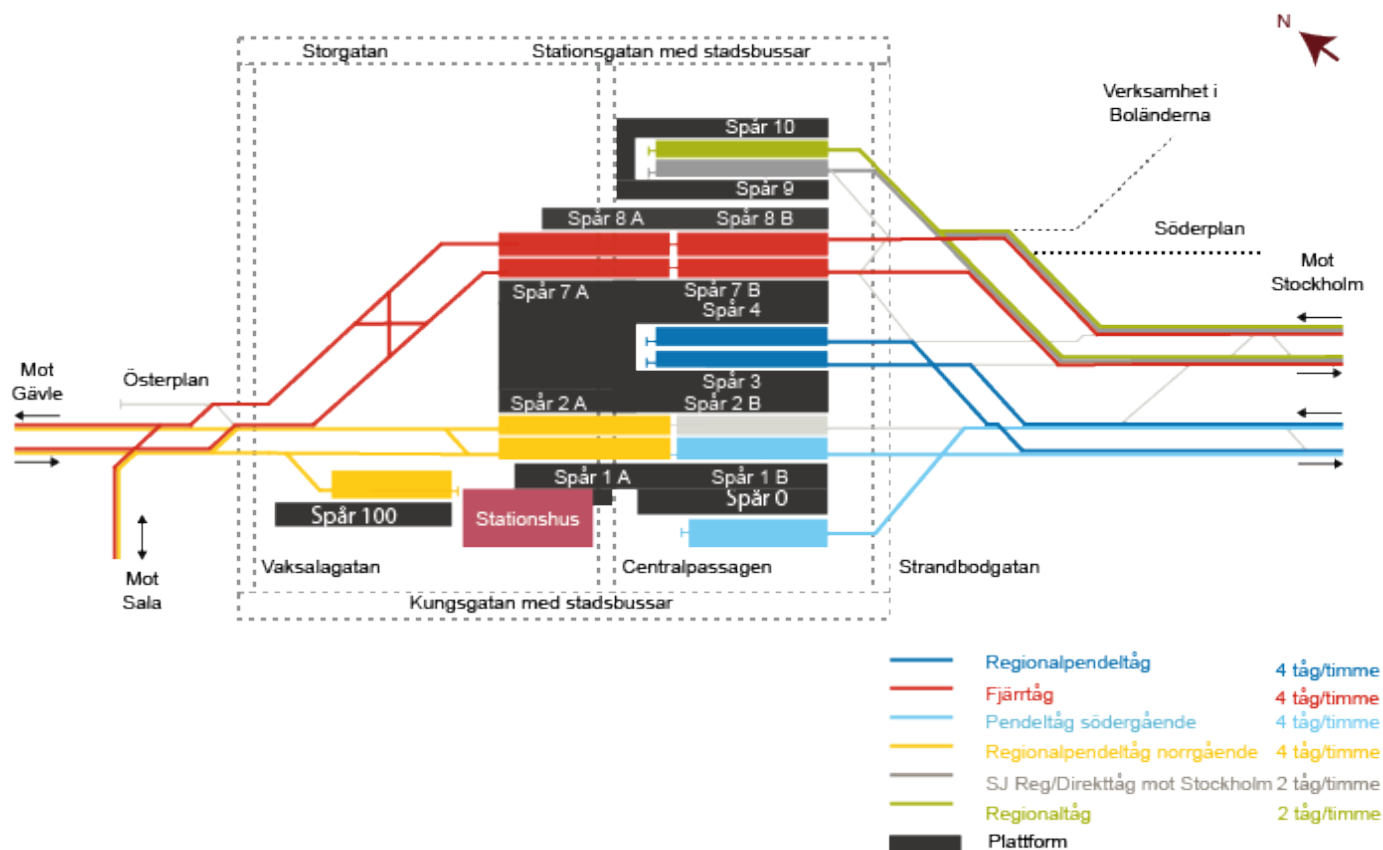 N
Storgatan
Stationsgatan med stadsbussar
Verksamhet i
Boländerna
Spår 10
Spår 9
Spår 8 A
Spår 8 B
Söderplan
Mot
Stockholm
Spår 7 A
Spår 7 B
Spår 4
Mot
Gävle
Österplan
Spår 3
Spår 2 A
Spår 2 B
Spår 1 A
Spår 1 B
Spår 0
Spår 100
Stationshus
Mot
Sala
Vaksalagatan
Centralpassagen
Strandbodgatan
Kungsgatan med stadsbussar
Regionalpendeltåg 4 tåg/timme
Fjärrtåg 4 tåg/timme
Pendeltåg södergående 4 tåg/timme
Regionalpendeltåg norrgående 4 tåg/timme
SJ Reg/Direkttåg mot Stockholm 2 tåg/timme
Regionaltåg 2 tåg/timme
Plattform